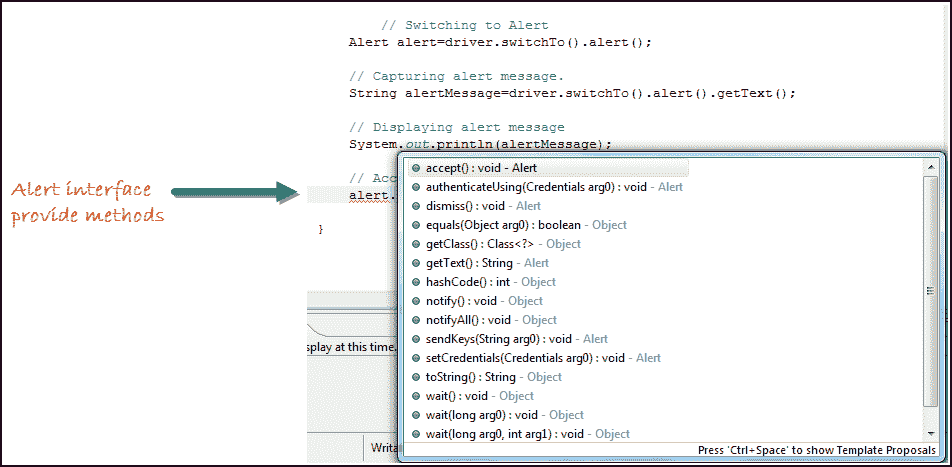 // Switching to Alert
Alert alert=driver.switchTo().alert();
// Capturing alert message.
String alertMessage=driver.switchTo().alert().getText();
// Displaying alert message
System.out.println(alertMessage);
// Acc
alert.
}
Alert interface
provide methods
accept() : void - Alert
authenticateUsing(Credentials arg0) : void - Alert
dismiss() : void - Alert
equals(Object arg0) : boolean - Object
getClass() : Class<?> - Object
getText() : String - Alert
hashCode() : int - Object
notify() : void - Object
notifyAll() : void - Object
sendKeys(String arg0) : void - Alert
setCredentials(Credentials arg0) : void - Alert
toString() : String - Object
wait() : void - Object
wait(long arg0) : void - Object
wait(long arg0, int arg1) : void - Object
Press 'Ctrl+Space' to show Template Proposals
splay at this time.
Writa